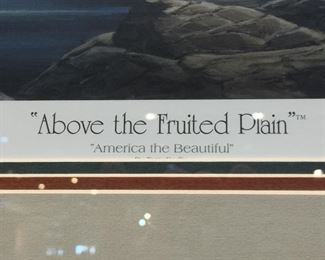 "Above the Fruited Plain"™
"America the Beautiful"